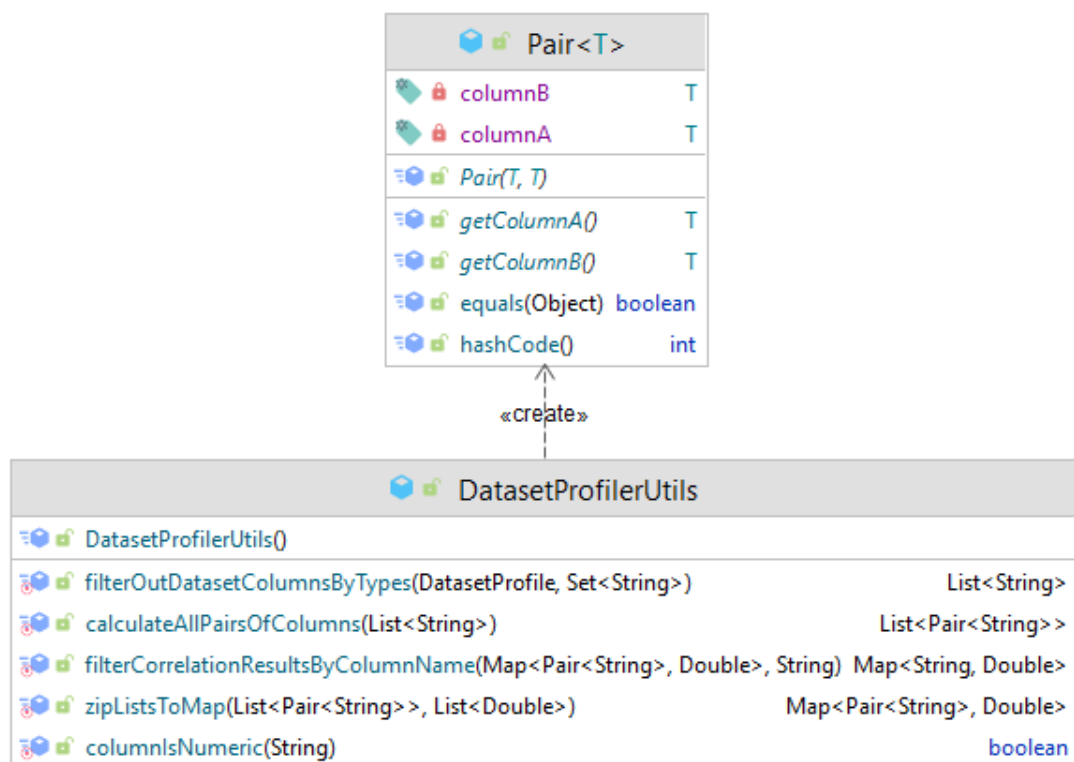 Pair<T>
columnB T
columnA T
Pair(T, T)
getColumnA() T
getColumnB() T
equals(Object) boolean
hashCode() int
«create»
DatasetProfilerUtils
DatasetProfilerUtils()
filterOutDatasetColumnsByTypes(DatasetProfile, Set<String>) List<String>
calculateAllPairsOfColumns(List<String>) List<Pair<String>>
filterCorrelationResultsByColumnName(Map<Pair<String>, Double>, String) Map<String, Double>
zipListsToMap(List<Pair<String>>, List<Double>) Map<Pair<String>, Double>
columnIsNumeric(String) boolean